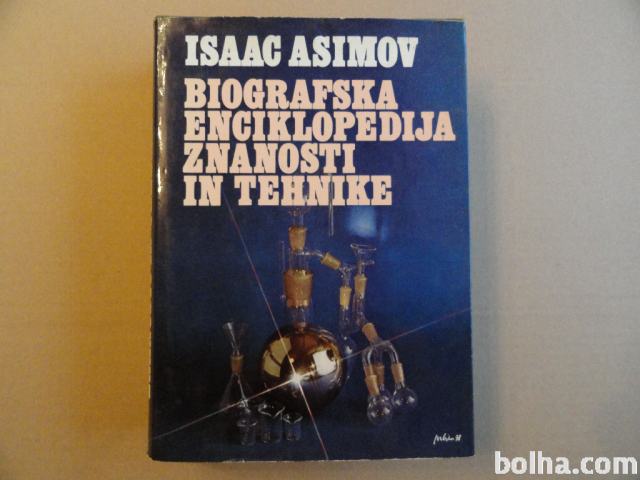 ISAAC ASIMOV
BIOGRAFSKA
ENCIKLOPEDIJA
ZNANOSTI
IN TEHNIKE
bolha.com